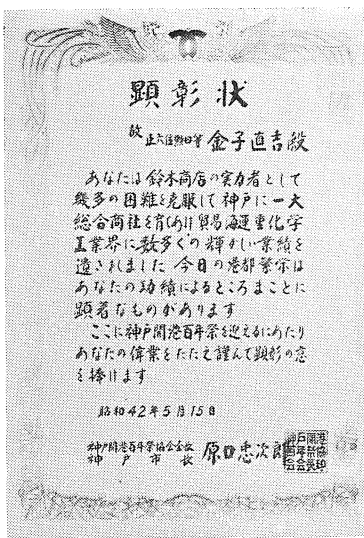 顕彰状
故 正六位勲四等 金子直吉殿
あなたは鈴木商店の実力者として
幾多の困難を克服して神戸に一大
総合商社を育てあげ貿易海運重化学
工業界に数多くの輝かしい業績を
遺されました 今日の港都繁栄は
あなたの功績によるところまことに
顕著なものがあります
ここに神戸開港百年祭を迎えるにあたり
あなたの偉業をたたえ謹んで顕彰の意
を捧げます
昭和42年5月15日
神戸開港百年祭協会会長
神戸市長 原口忠次郎